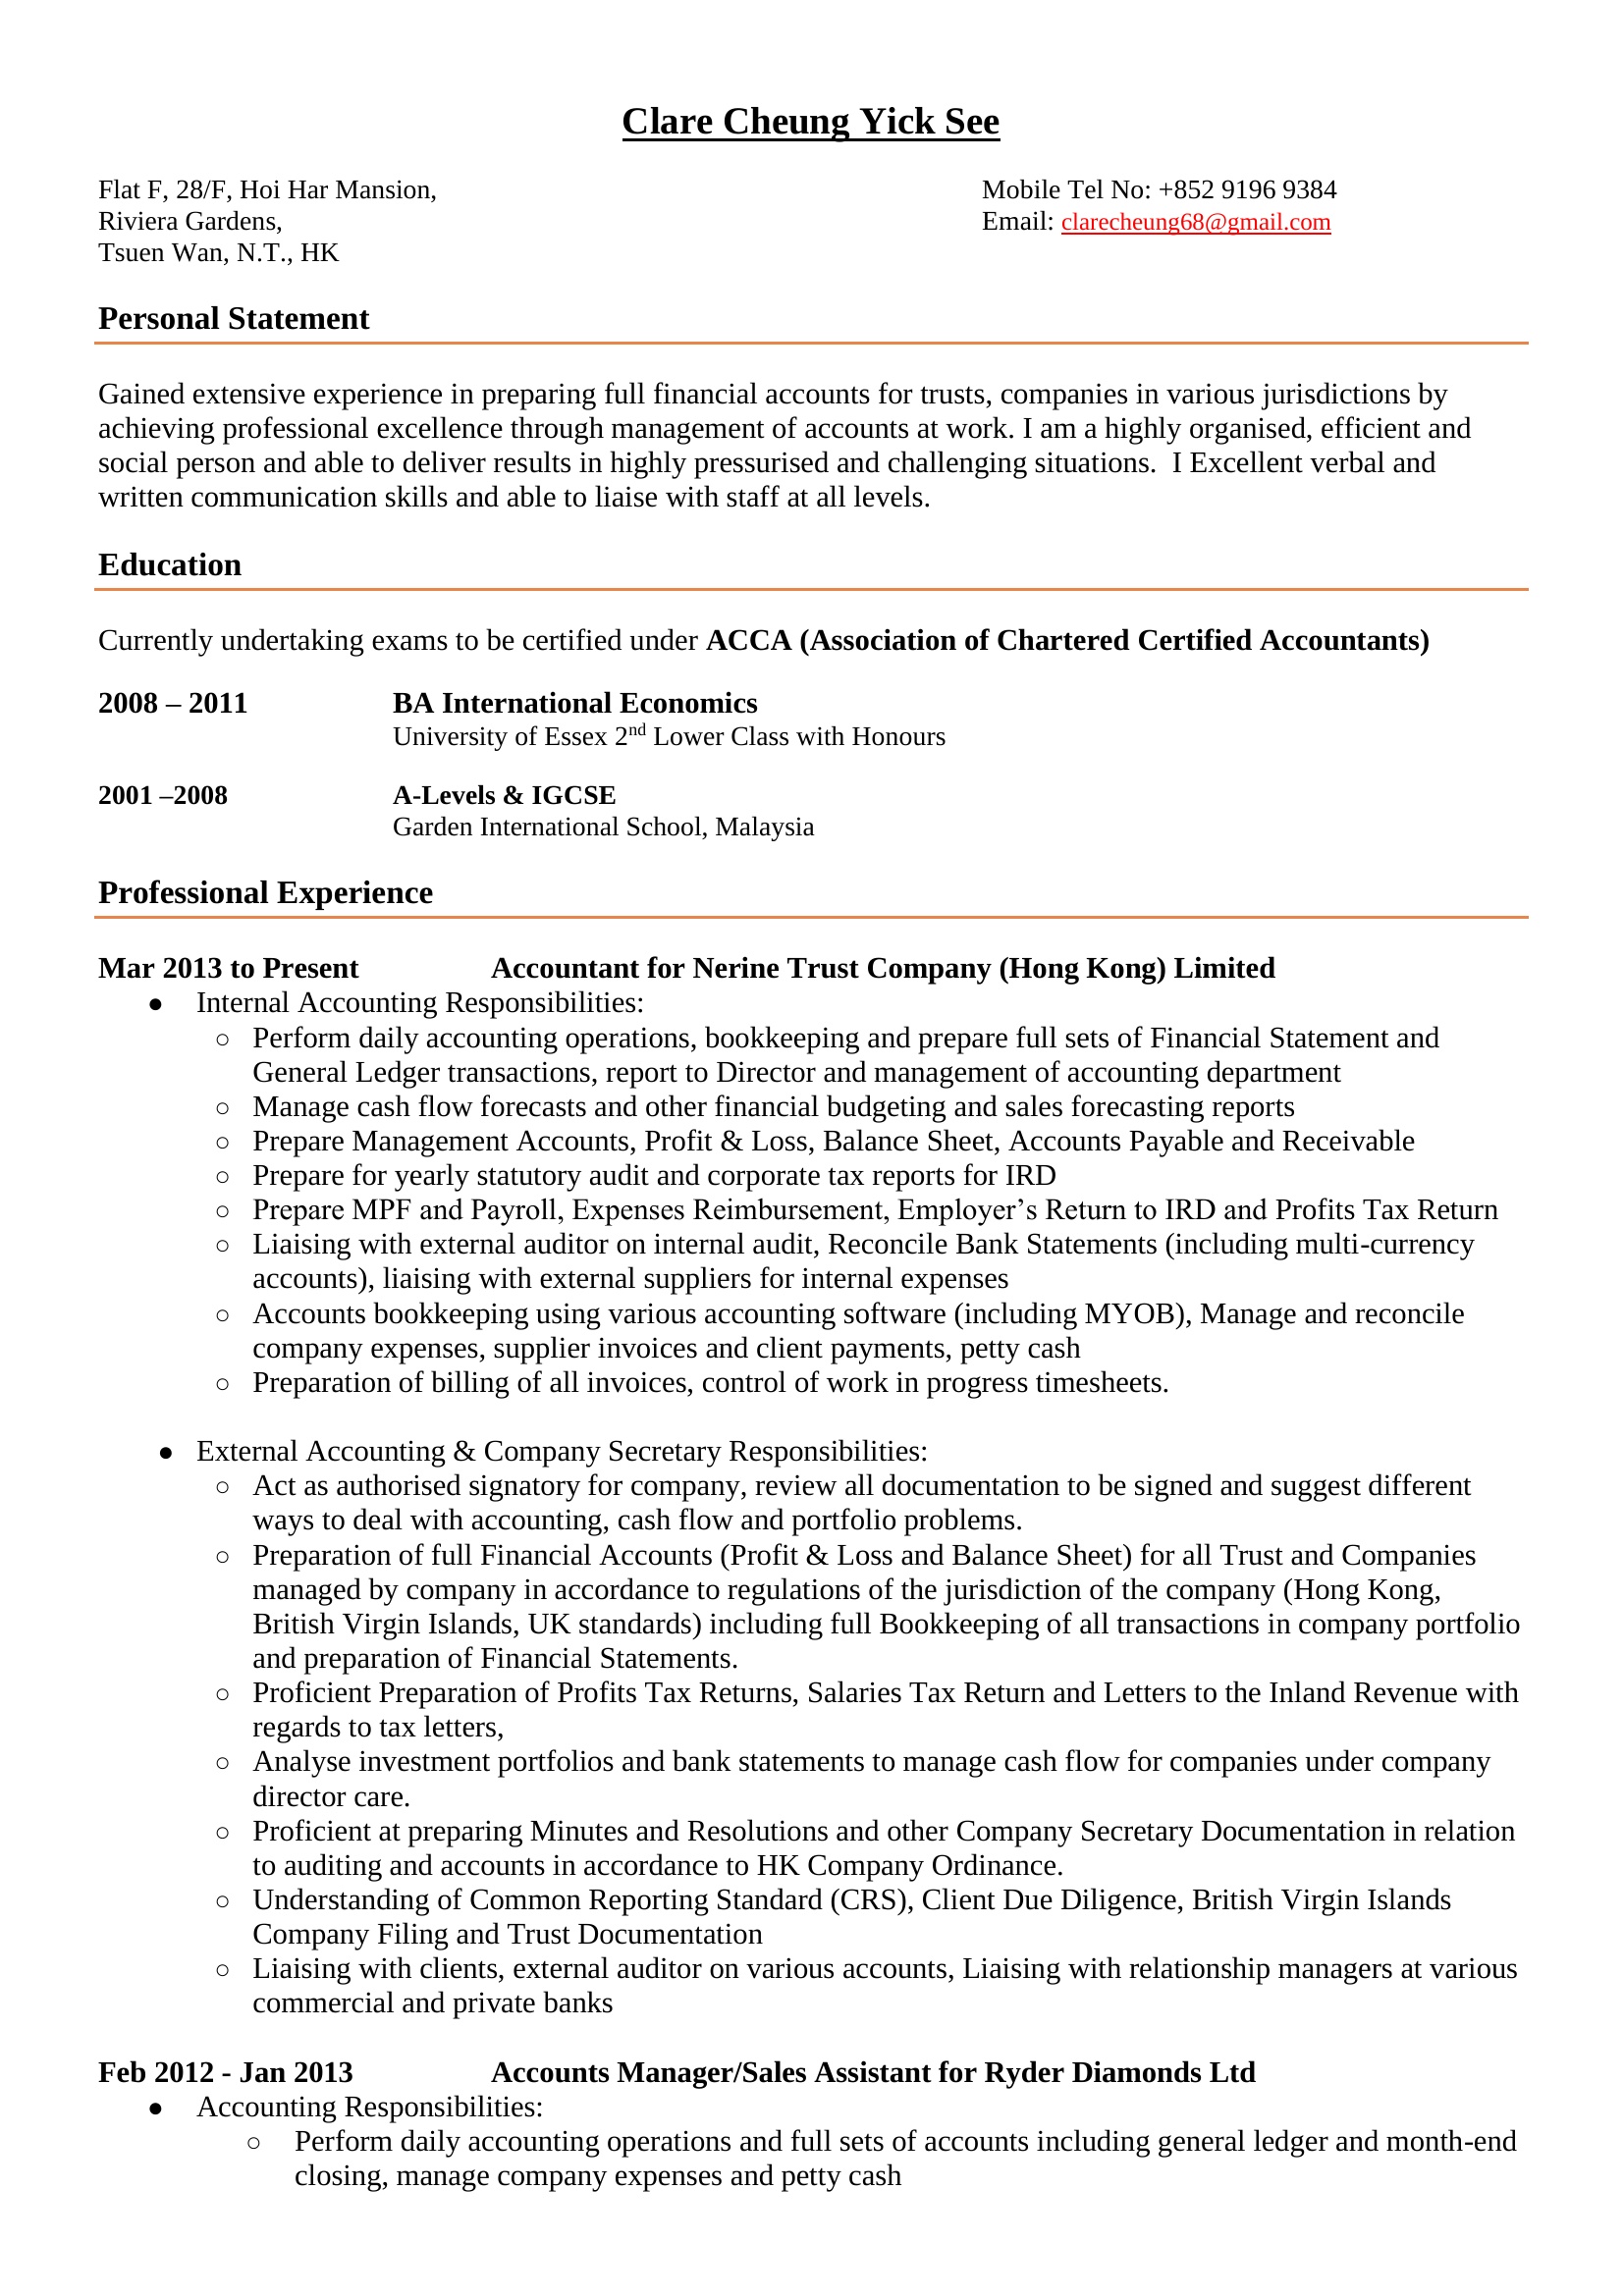 Clare Cheung Yick See
Flat F, 28/F, Hoi Har Mansion,
Riviera Gardens,
Tsuen Wan, N.T., HK
Mobile Tel No: +852 9196 9384
Email: clarecheung68@gmail.com
Personal Statement
Gained extensive experience in preparing full financial accounts for trusts, companies in various jurisdictions by
achieving professional excellence through management of accounts at work. I am a highly organised, efficient and
social person and able to deliver results in highly pressurised and challenging situations.  I Excellent verbal and
written communication skills and able to liaise with staff at all levels.
Education
Currently undertaking exams to be certified under ACCA (Association of Chartered Certified Accountants)
2008 – 2011 BA International Economics
University of Essex 2nd Lower Class with Honours
2001 –2008 A-Levels & IGCSE
Garden International School, Malaysia
Professional Experience
Mar 2013 to Present Accountant for Nerine Trust Company (Hong Kong) Limited
● Internal Accounting Responsibilities:
○ Perform daily accounting operations, bookkeeping and prepare full sets of Financial Statement and
General Ledger transactions, report to Director and management of accounting department
○ Manage cash flow forecasts and other financial budgeting and sales forecasting reports
○ Prepare Management Accounts, Profit & Loss, Balance Sheet, Accounts Payable and Receivable
○ Prepare for yearly statutory audit and corporate tax reports for IRD
○ Prepare MPF and Payroll, Expenses Reimbursement, Employer’s Return to IRD and Profits Tax Return
○ Liaising with external auditor on internal audit, Reconcile Bank Statements (including multi-currency
accounts), liaising with external suppliers for internal expenses
○ Accounts bookkeeping using various accounting software (including MYOB), Manage and reconcile
company expenses, supplier invoices and client payments, petty cash
○ Preparation of billing of all invoices, control of work in progress timesheets.
● External Accounting & Company Secretary Responsibilities:
○ Act as authorised signatory for company, review all documentation to be signed and suggest different
ways to deal with accounting, cash flow and portfolio problems.
○ Preparation of full Financial Accounts (Profit & Loss and Balance Sheet) for all Trust and Companies
managed by company in accordance to regulations of the jurisdiction of the company (Hong Kong,
British Virgin Islands, UK standards) including full Bookkeeping of all transactions in company portfolio
and preparation of Financial Statements.
○ Proficient Preparation of Profits Tax Returns, Salaries Tax Return and Letters to the Inland Revenue with
regards to tax letters,
○ Analyse investment portfolios and bank statements to manage cash flow for companies under company
director care.
○ Proficient at preparing Minutes and Resolutions and other Company Secretary Documentation in relation
to auditing and accounts in accordance to HK Company Ordinance.
○ Understanding of Common Reporting Standard (CRS), Client Due Diligence, British Virgin Islands
Company Filing and Trust Documentation
○ Liaising with clients, external auditor on various accounts, Liaising with relationship managers at various
commercial and private banks
Feb 2012 - Jan 2013 Accounts Manager/Sales Assistant for Ryder Diamonds Ltd
● Accounting Responsibilities:
○ Perform daily accounting operations and full sets of accounts including general ledger and month-end
closing, manage company expenses and petty cash